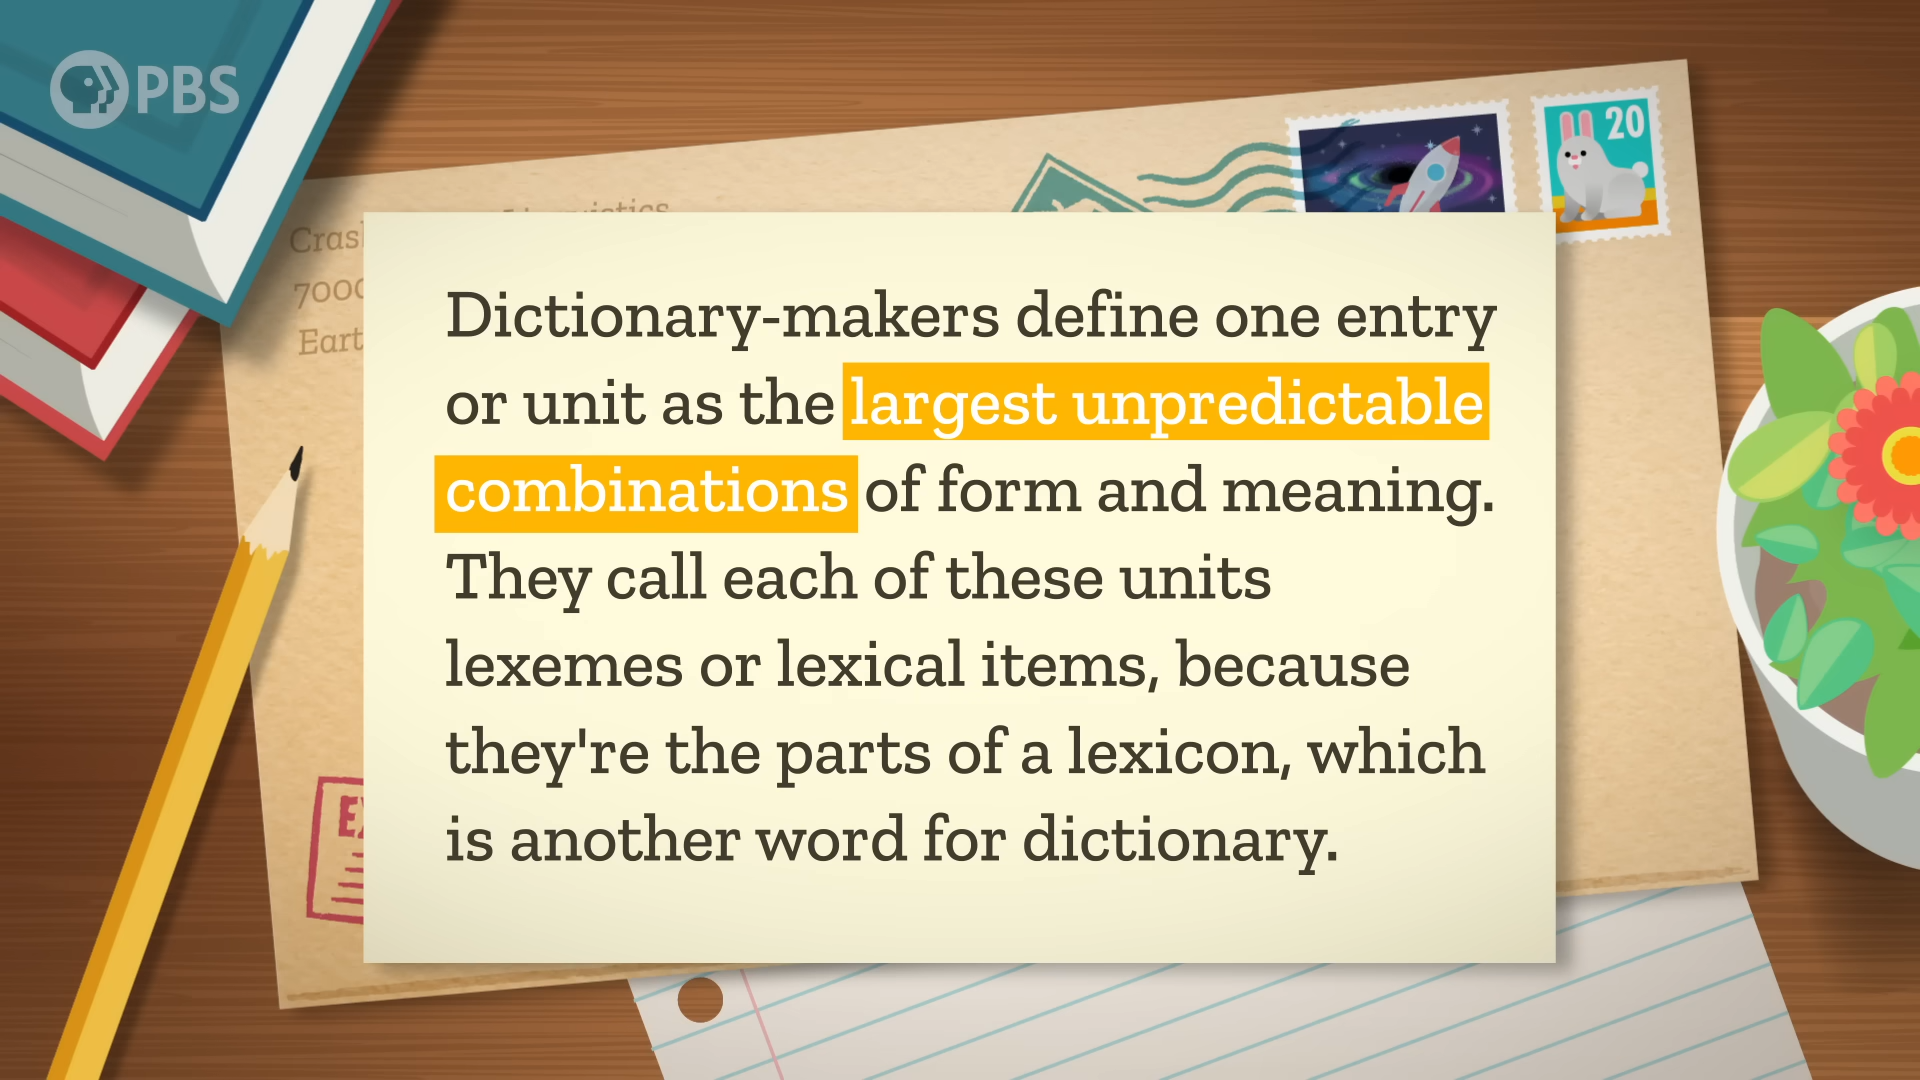 PBS
20
Dictionary-makers define one entry
or unit as the largest unpredictable
combinations of form and meaning.
They call each of these units
lexemes or lexical items, because
they're the parts of a lexicon, which
is another word for dictionary.